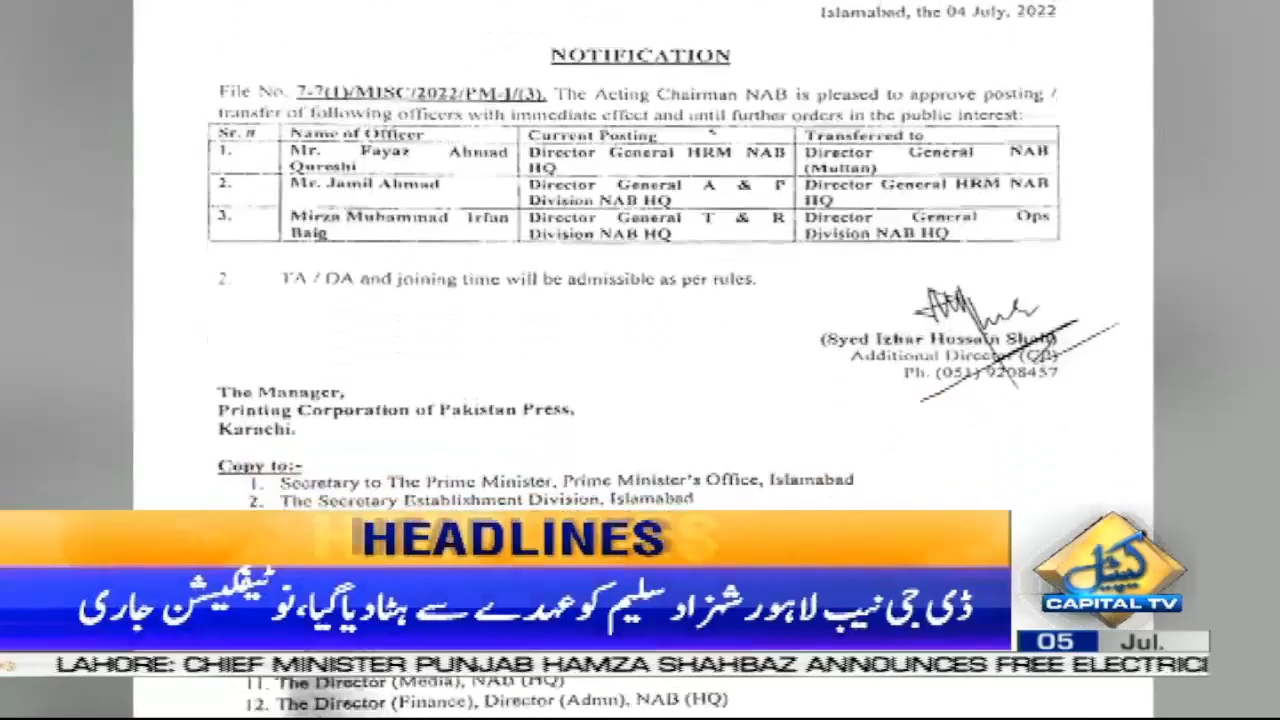 Islamabad, the 04 July, 2022
NOTIFICATION
File No. 7-7(1)/MISC/2022/PM-I/(3). The Acting Chairman NAB is pleased to approve posting /
transfer of following officers with immediate effect and until further orders in the public interest:
Sr. # Name of Officer Current Posting Transferred to
1. Mr. Fayaz Ahmad Director General HRM NAB Director General NAB
Qureshi HQ (Multan)
2. Mr. Jamil Ahmad Director General A & P Director General HRM NAB
Division NAB HQ HQ
3. Mirza Muhammad Irfan Director General T & R Director General Ops
Baig Division NAB HQ Division NAB HQ
2. TA / DA and joining time will be admissible as per rules.
(Syed Izhar Hussain Shah)
Additional Director
Ph. (051) 9208457
The Manager,
Printing Corporation of Pakistan Press,
Karachi.
Copy to:-
1. Secretary to The Prime Minister, Prime Minister's Office, Islamabad
2. The Secretary Establishment Division, Islamabad
HEADLINES
ڈی جی نیب لاہور شہزاد سلیم کو عہدے سے ہٹا دیا گیا، نوٹیفکیشن جاری
کیپیٹل
CAPITAL TV
05 Jul.
LAHORE: CHIEF MINISTER PUNJAB HAMZA SHAHBAZ ANNOUNCES FREE ELECTRICI
11. The Director (Media), NAB (HQ)
12. The Director (Finance), Director (Admn), NAB (HQ)